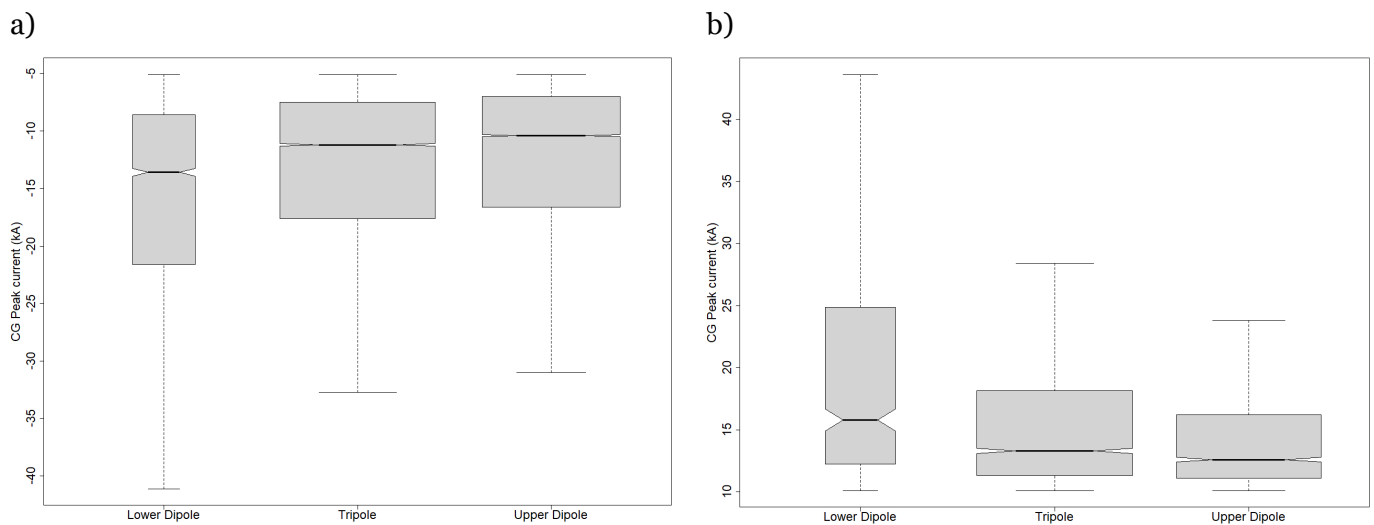 a)
CG Peak current (kA)
-5
-10
-15
-20
-25
-30
-35
-40
Lower Dipole
Tripole
Upper Dipole
b)
CG Peak current (kA)
40
35
30
25
20
15
10
Lower Dipole
Tripole
Upper Dipole